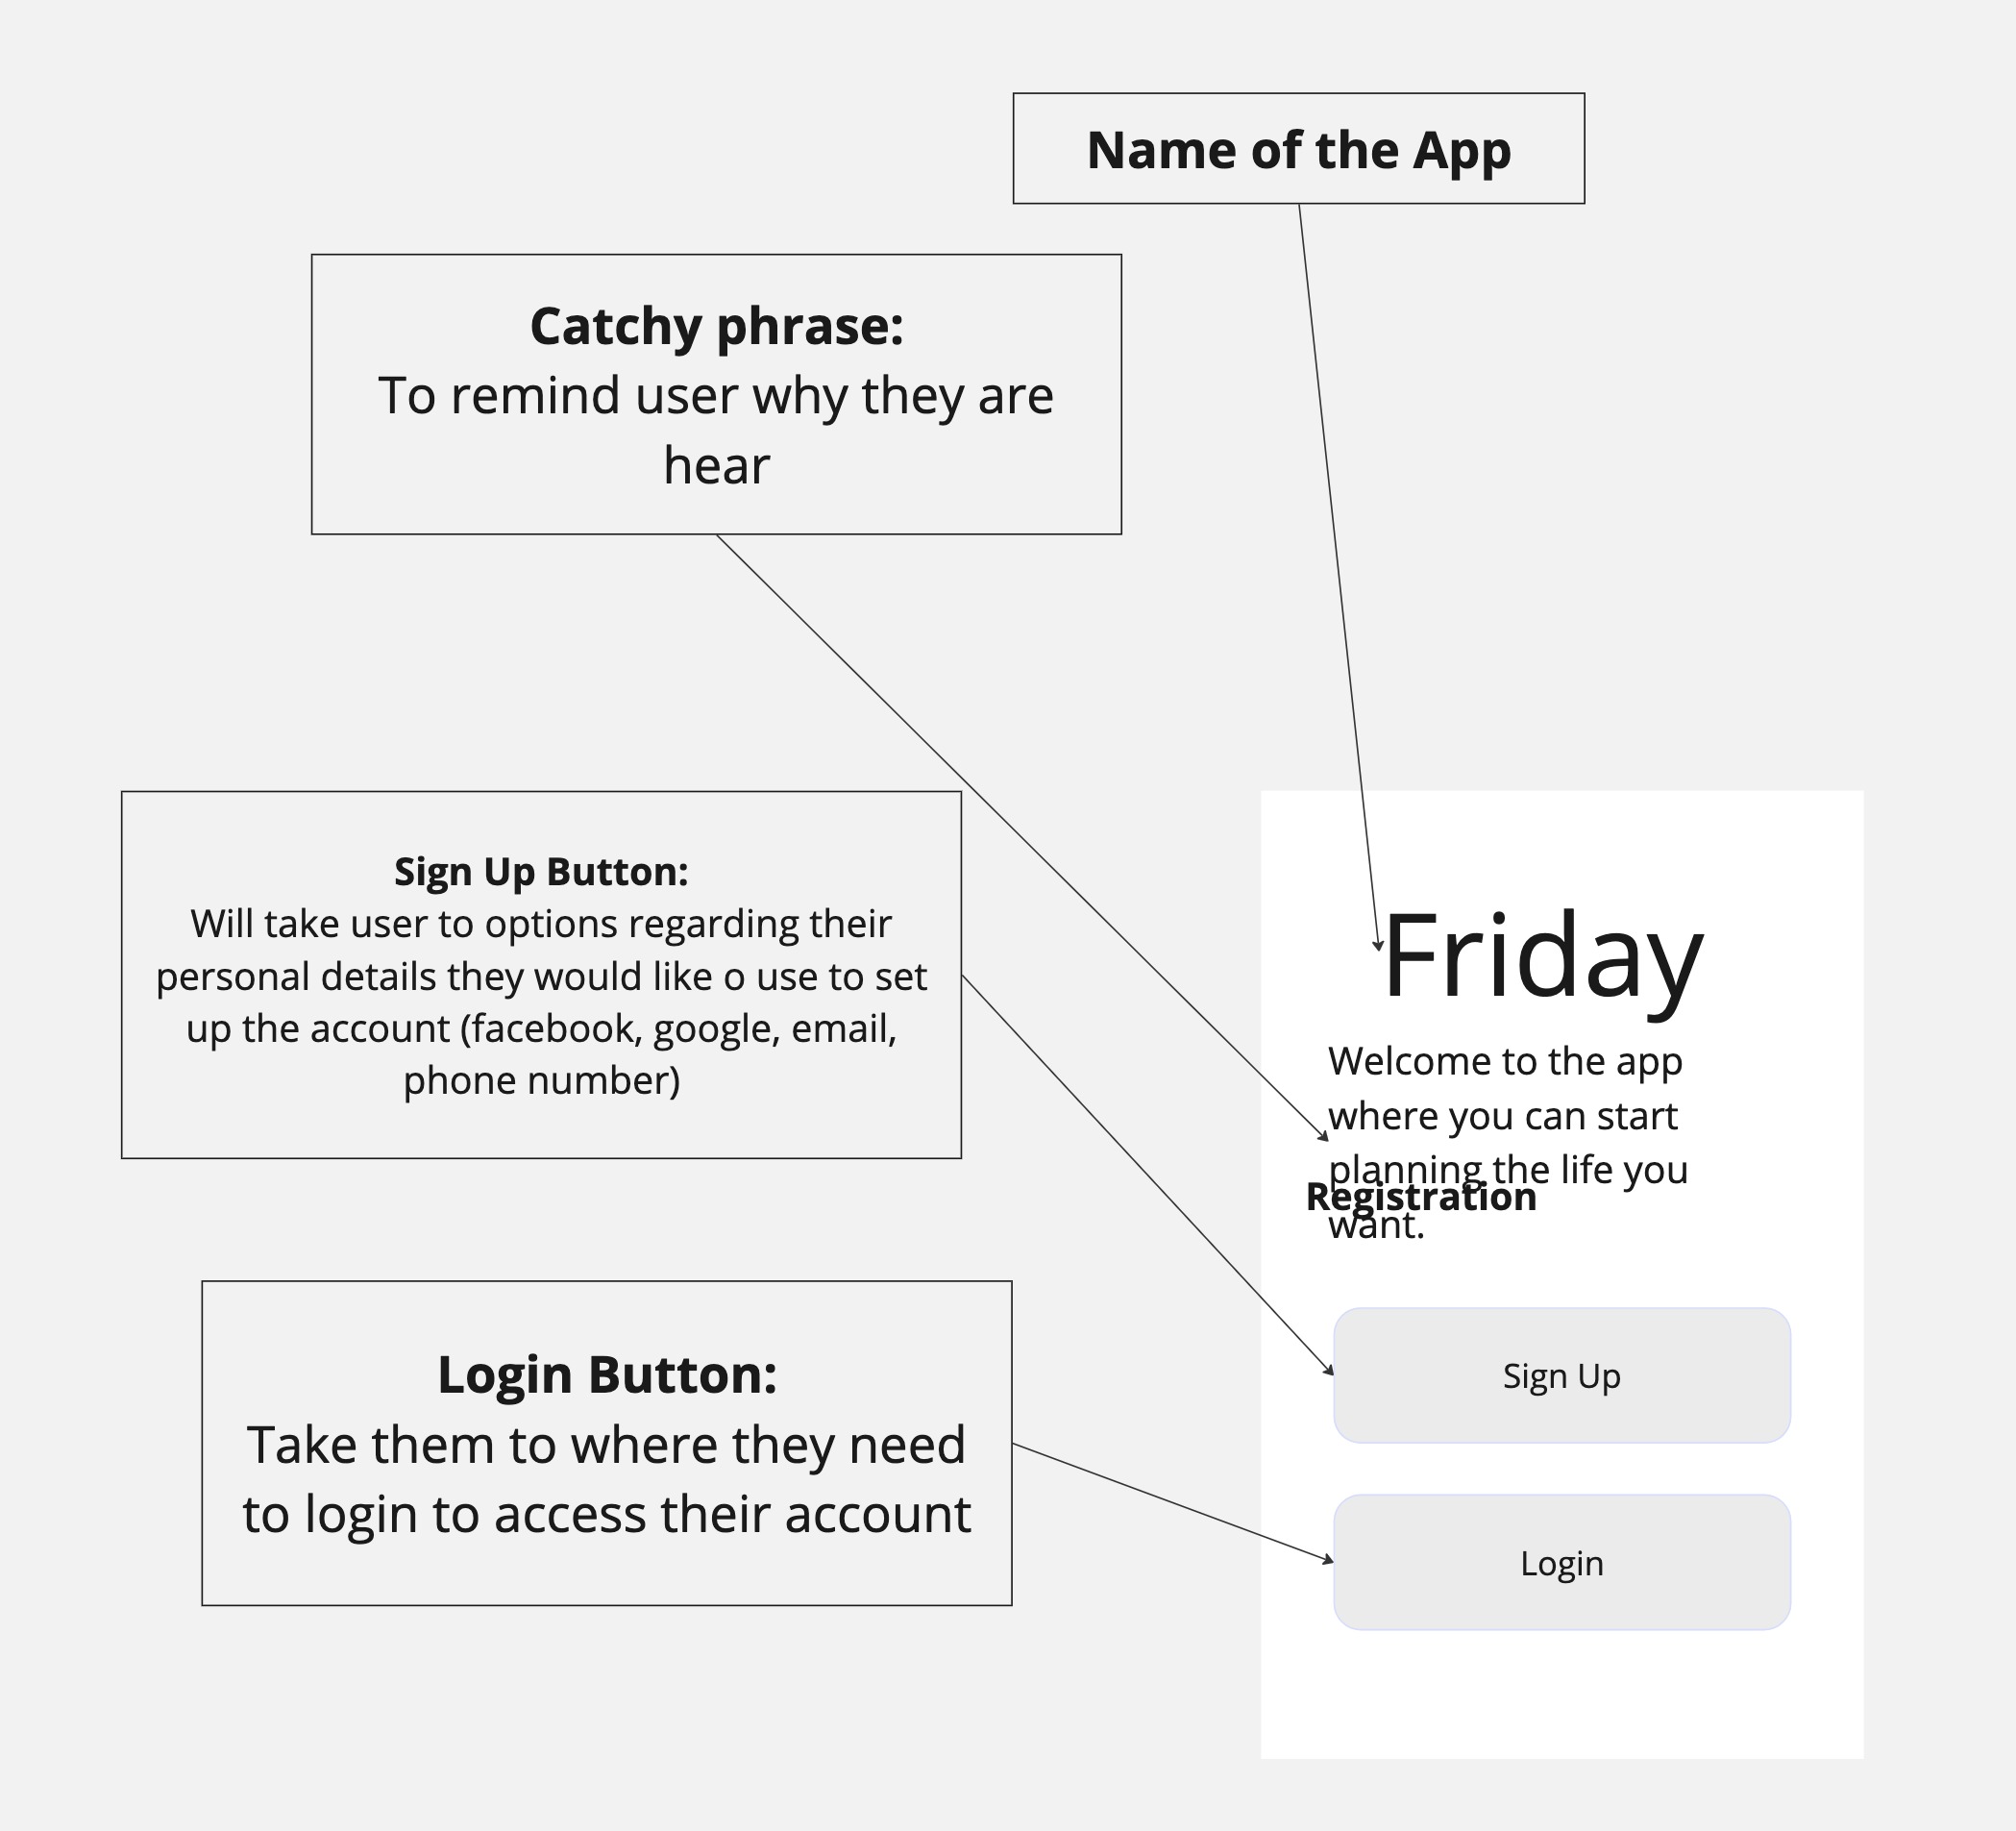 Name of the App
Catchy phrase:
To remind user why they are
hear
Sign Up Button:
Will take user to options regarding their
personal details they would like o use to set
up the account (facebook, google, email,
phone number)
Login Button:
Take them to where they need
to login to access their account
Friday
Welcome to the app
where you can start
planning the life you
Registration
want.
Sign Up
Login